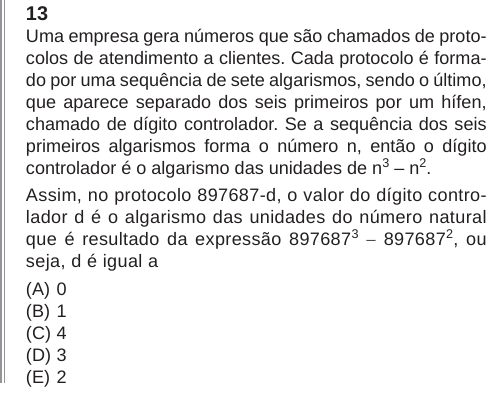 13
Uma empresa gera números que são chamados de proto-
colos de atendimento a clientes. Cada protocolo é forma-
do por uma sequência de sete algarismos, sendo o último,
que aparece separado dos seis primeiros por um hífen,
chamado de dígito controlador. Se a sequência dos seis
primeiros algarismos forma o número n, então o dígito
controlador é o algarismo das unidades de n³ – n².
Assim, no protocolo 897687-d, o valor do dígito contro-
lador d é o algarismo das unidades do número natural
que é resultado da expressão 897687³ – 897687², ou
seja, d é igual a
(A) 0
(B) 1
(C) 4
(D) 3
(E) 2